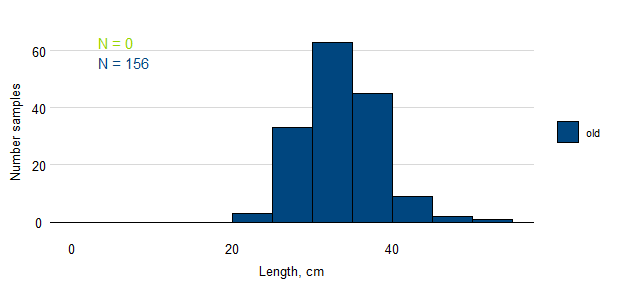 N = 0
N = 156
60
40
20
0
Number samples
0 20 40
Length, cm
old